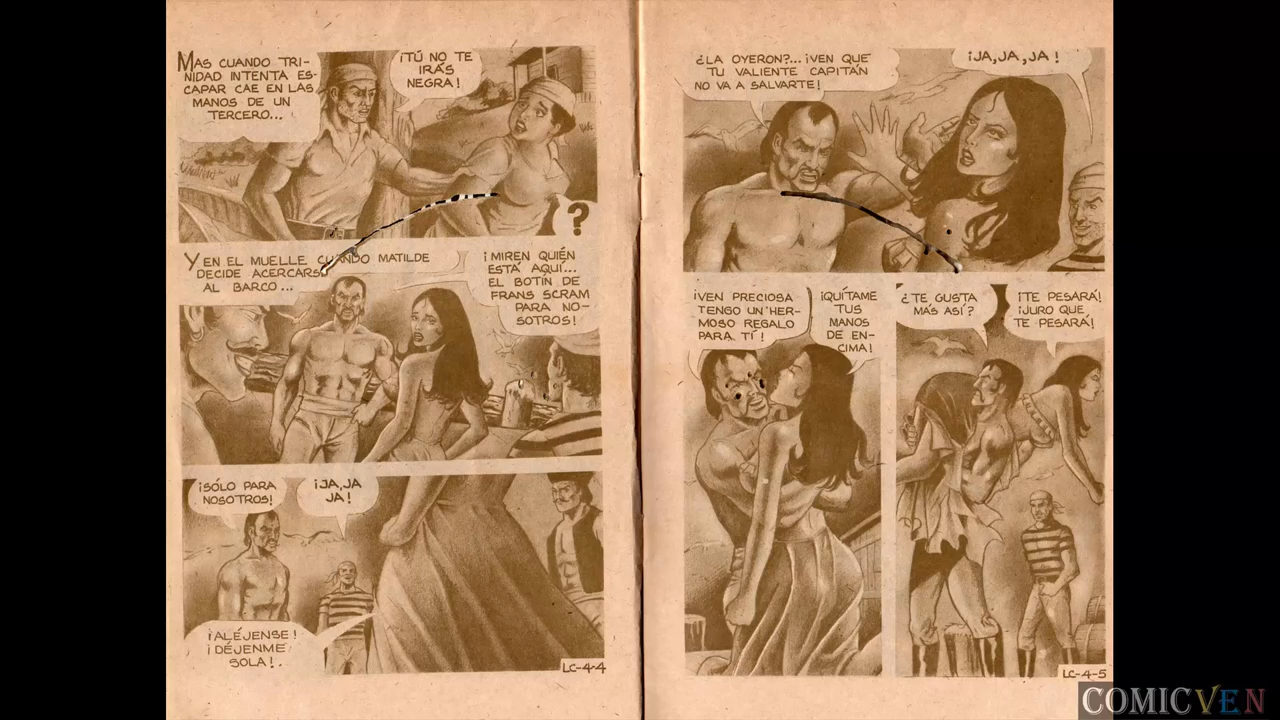 MAS CUANDO TRI-
NIDAD INTENTA ES-
CAPAR CAE EN LAS
MANOS DE UN
TERCERO...
¡TÚ NO TE
IRÁS
NEGRA!
?
Y EN EL MUELLE CUANDO MATILDE
DECIDE ACERCARSE
AL BARCO...
¡MIREN QUIÉN
ESTÁ AQUÍ...
EL BOTÍN DE
FRANS SCRAM
PARA NO-
SOTROS!
¡SÓLO PARA
NOSOTROS!
¡JA,JA
JA!
¡ALÉJENSE!
¡DÉJENME
SOLA!.
LC-4-4
¿LA OYERON?...¡VEN QUE
TU VALIENTE CAPITÁN
NO VA A SALVARTE!
¡JA,JA,JA!
¡VEN PRECIOSA
TENGO UN HER-
MOSO REGALO
PARA TÍ!
¡QUÍTAME
TUS
MANOS
DE EN-
CIMA!
¿TE GUSTA
MÁS ASÍ?
¡TE PESARÁ!
¡JURO QUE
TE PESARÁ!
LC-4-5
COMICVEN